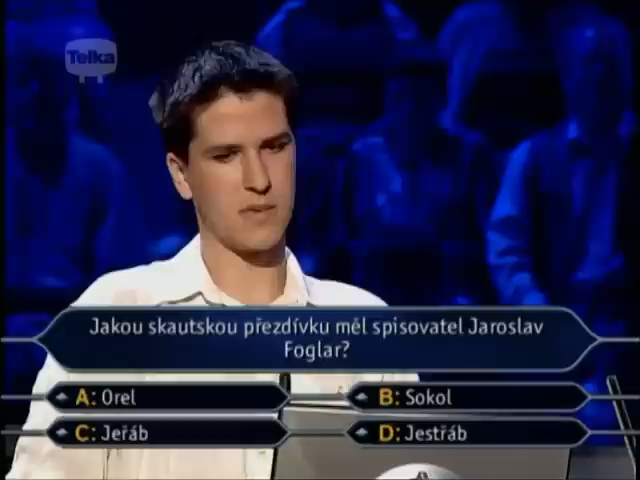 Telka
Jakou skautskou přezdívku měl spisovatel Jaroslav
Foglar?
A: Orel
B: Sokol
C: Jeřáb
D: Jestřáb